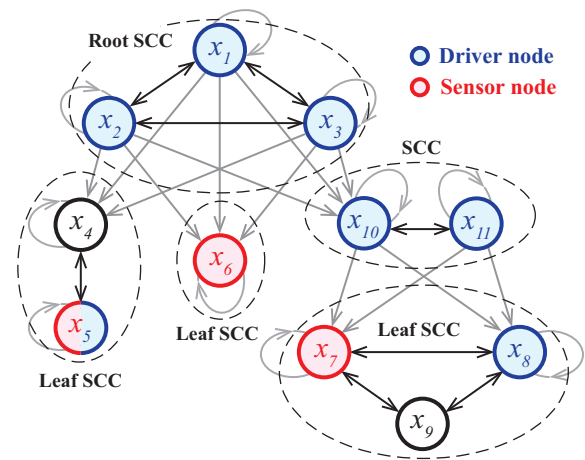 Root SCC
x1
Driver node
Sensor node
x2
x3
SCC
x4
x10
x11
x6
x5
Leaf SCC
Leaf SCC
x7
Leaf SCC
x8
x9